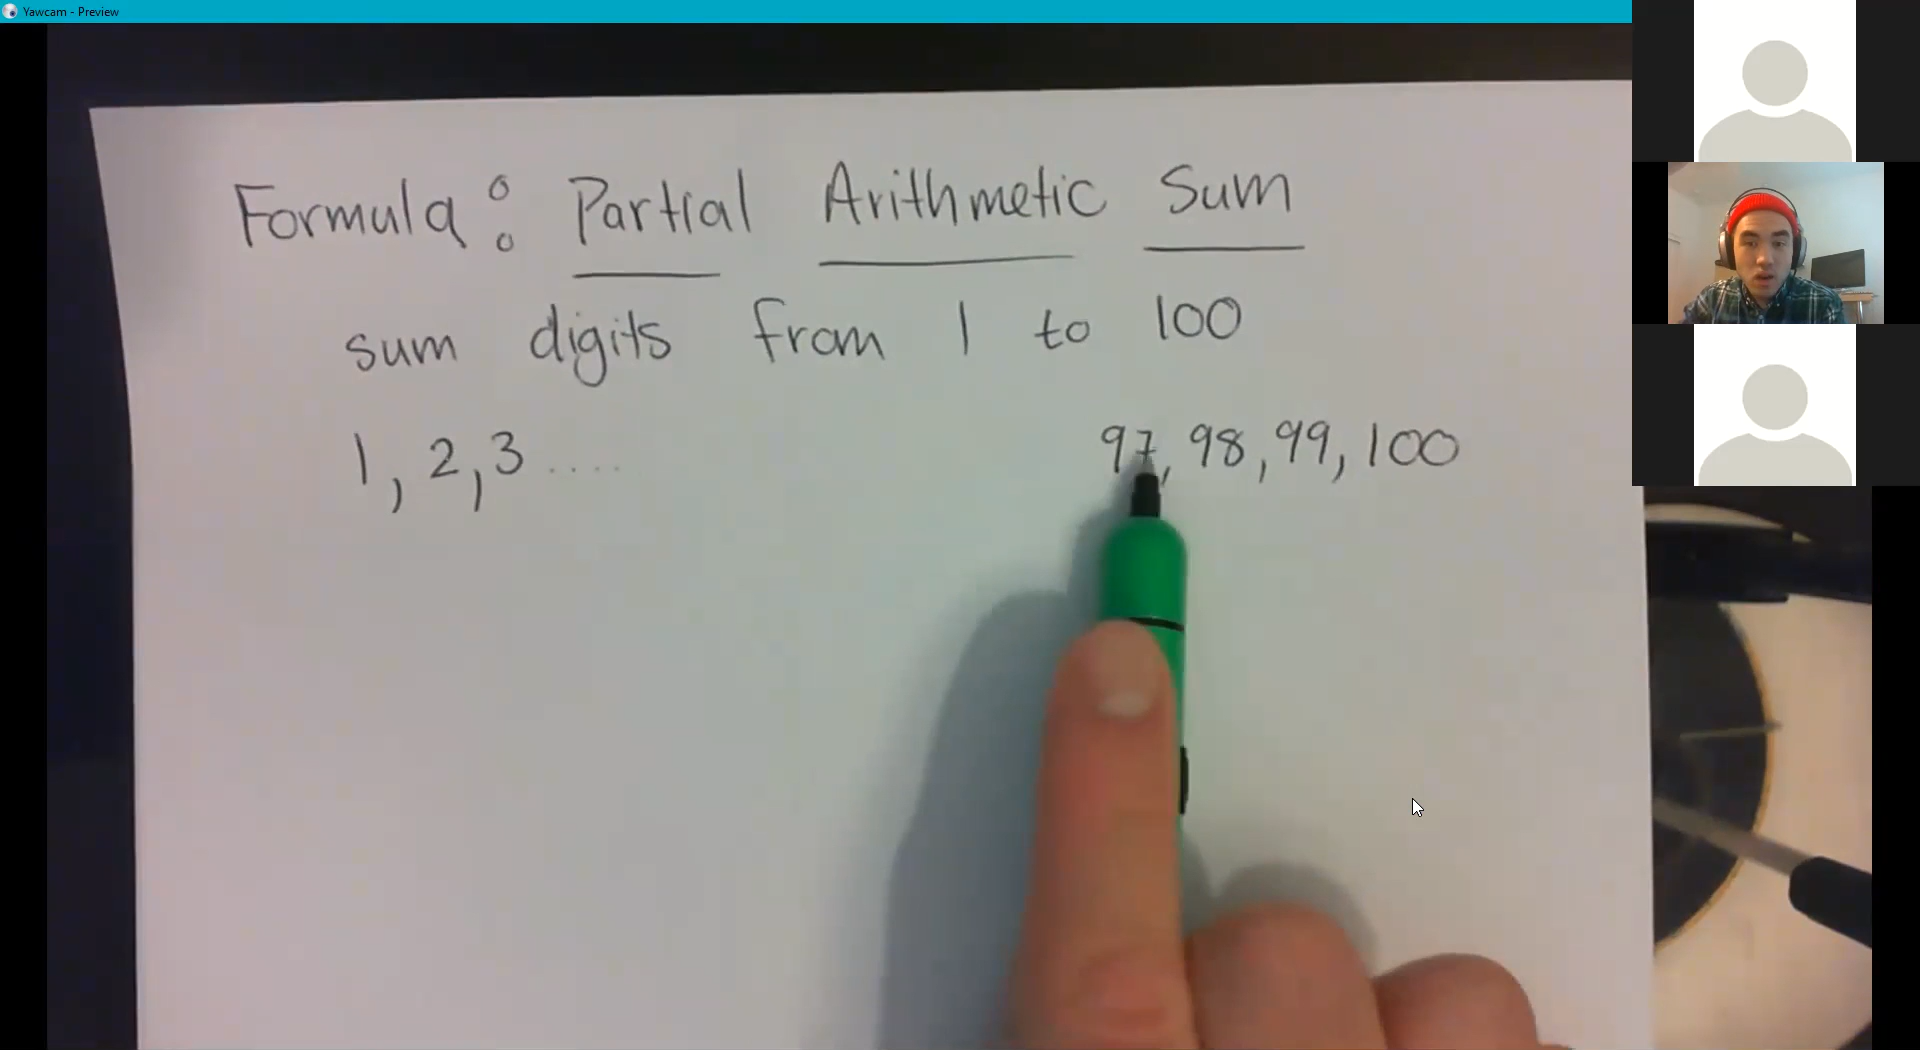 Yawcam - Preview
Formula: Partial Arithmetic Sum
sum digits from 1 to 100
1, 2, 3 .... 97, 98, 99, 100